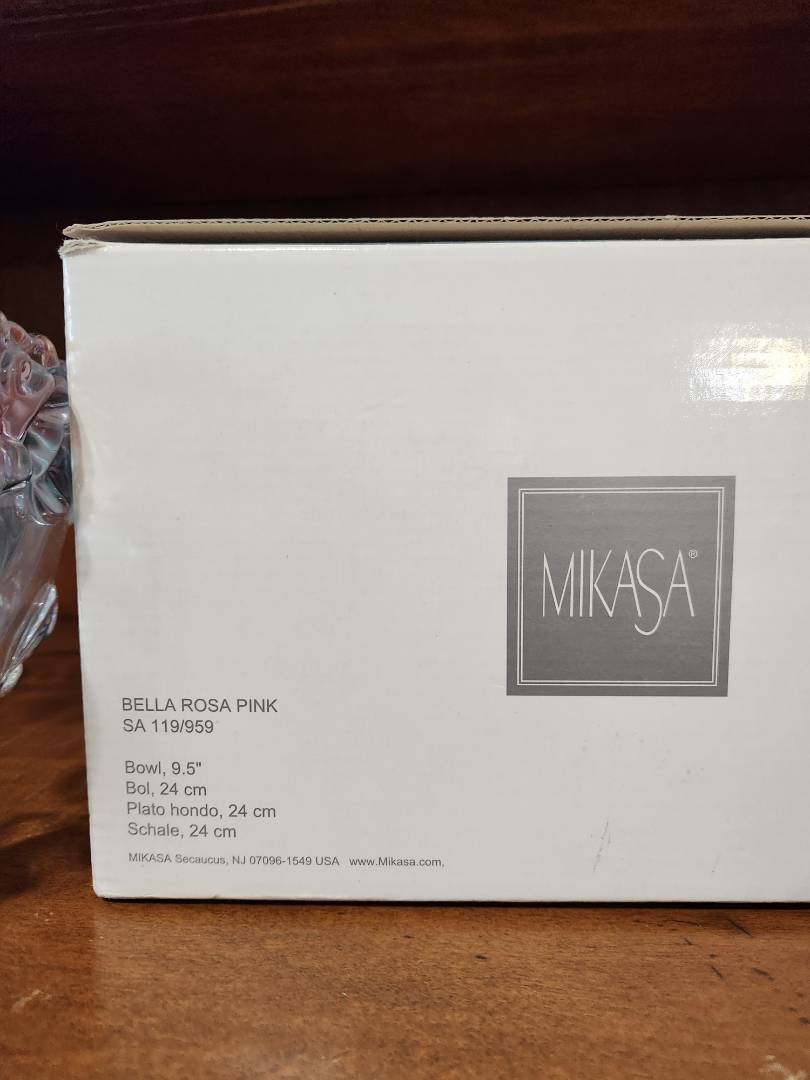 MIKASA®
BELLA ROSA PINK
SA 119/959
Bowl, 9.5"
Bol, 24 cm
Plato hondo, 24 cm
Schale, 24 cm
MIKASA Secaucus, NJ 07096-1549 USA www.Mikasa.com,